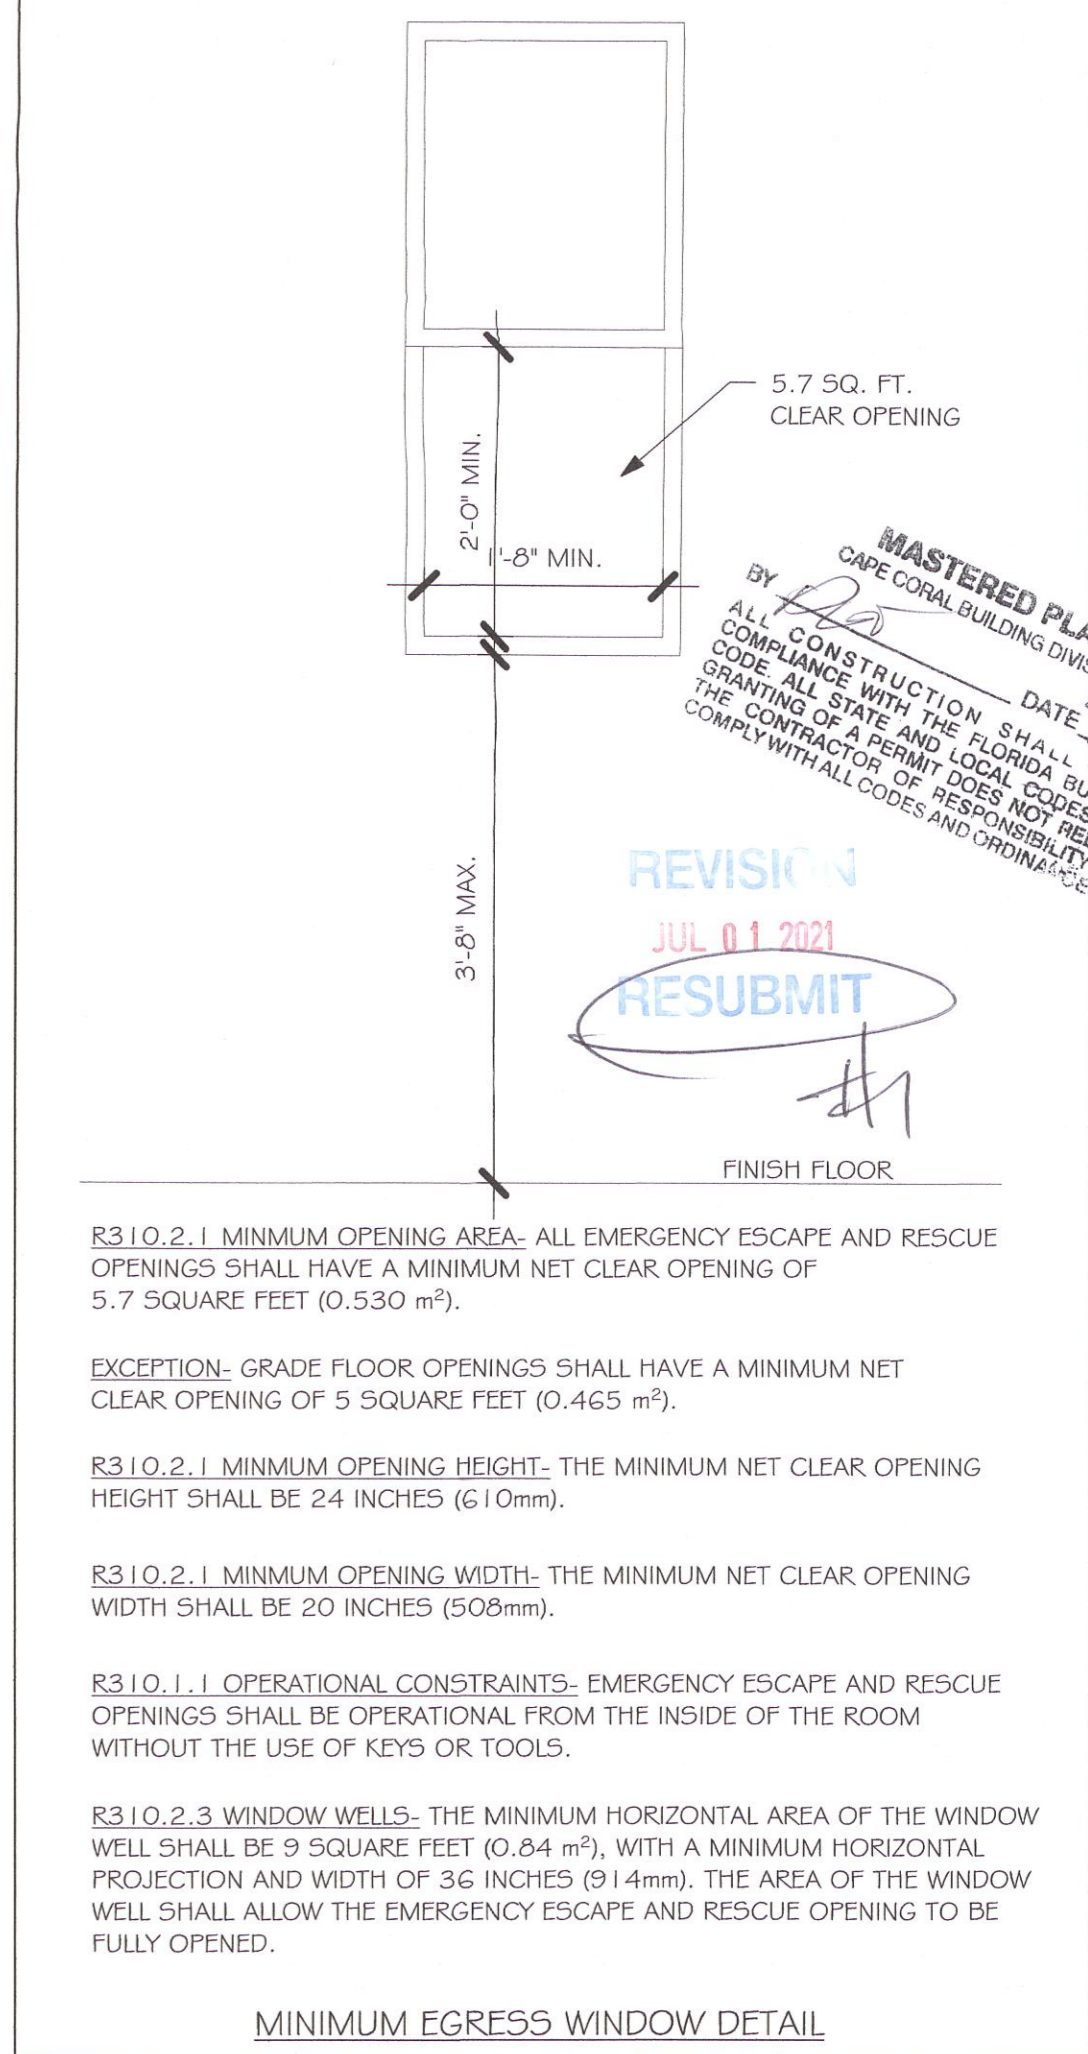 5.7 SQ. FT.
CLEAR OPENING
2'-0" MIN.
1'-8" MIN.
MASTERED
CAPE CORAL BUILDING
BY
DATE
ALL CONSTRUCTION SHALL
COMPLIANCE WITH THE FLORIDA
CODE. ALL STATE AND LOCAL CODES
GRANTING OF A PERMIT DOES NOT
THE CONTRACTOR OF RESPONSIBILITY
COMPLY WITH ALL CODES AND ORDINANCES
3'-8" MAX.
REVISION
JUL 01 2021
RESUBMIT
#1
FINISH FLOOR
R310.2.1 MINMUM OPENING AREA- ALL EMERGENCY ESCAPE AND RESCUE
OPENINGS SHALL HAVE A MINIMUM NET CLEAR OPENING OF
5.7 SQUARE FEET (0.530 m²).
EXCEPTION- GRADE FLOOR OPENINGS SHALL HAVE A MINIMUM NET
CLEAR OPENING OF 5 SQUARE FEET (0.465 m²).
R310.2.1 MINMUM OPENING HEIGHT- THE MINIMUM NET CLEAR OPENING
HEIGHT SHALL BE 24 INCHES (610mm).
R310.2.1 MINMUM OPENING WIDTH- THE MINIMUM NET CLEAR OPENING
WIDTH SHALL BE 20 INCHES (508mm).
R310.1.1 OPERATIONAL CONSTRAINTS- EMERGENCY ESCAPE AND RESCUE
OPENINGS SHALL BE OPERATIONAL FROM THE INSIDE OF THE ROOM
WITHOUT THE USE OF KEYS OR TOOLS.
R310.2.3 WINDOW WELLS- THE MINIMUM HORIZONTAL AREA OF THE WINDOW
WELL SHALL BE 9 SQUARE FEET (0.84 m²), WITH A MINIMUM HORIZONTAL
PROJECTION AND WIDTH OF 36 INCHES (914mm). THE AREA OF THE WINDOW
WELL SHALL ALLOW THE EMERGENCY ESCAPE AND RESCUE OPENING TO BE
FULLY OPENED.
MINIMUM EGRESS WINDOW DETAIL